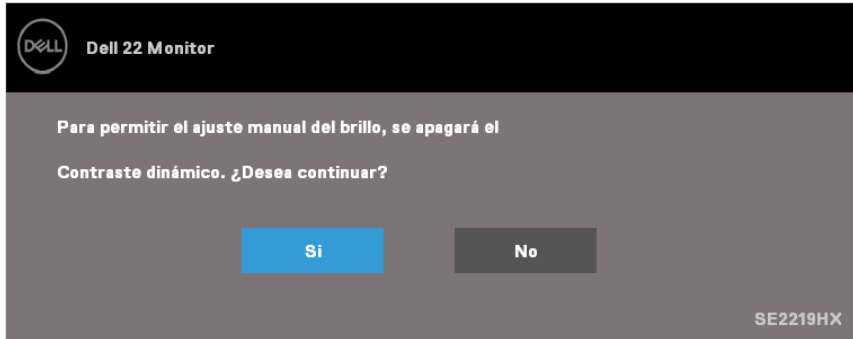 DELL
Dell 22 Monitor
Para permitir el ajuste manual del brillo, se apagará el
Contraste dinámico. ¿Desea continuar?
Si No
SE2219HX